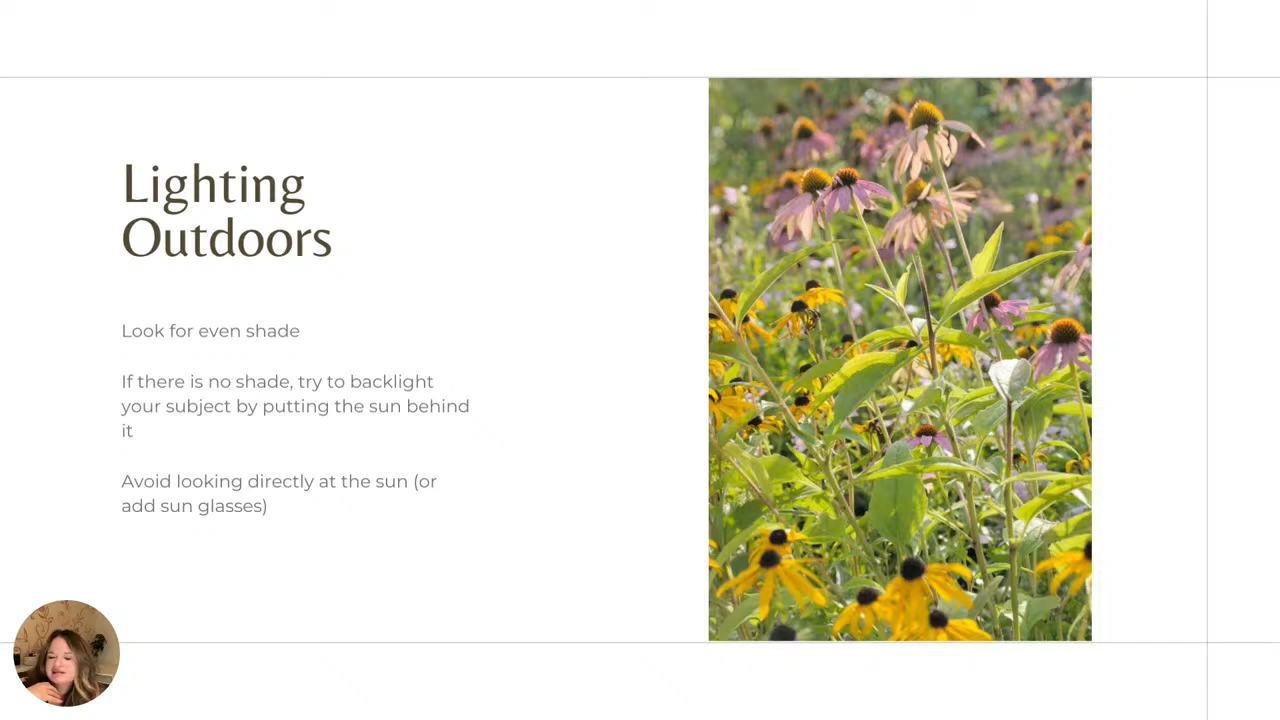 Lighting
Outdoors
Look for even shade
If there is no shade, try to backlight
your subject by putting the sun behind
it
Avoid looking directly at the sun (or
add sun glasses)